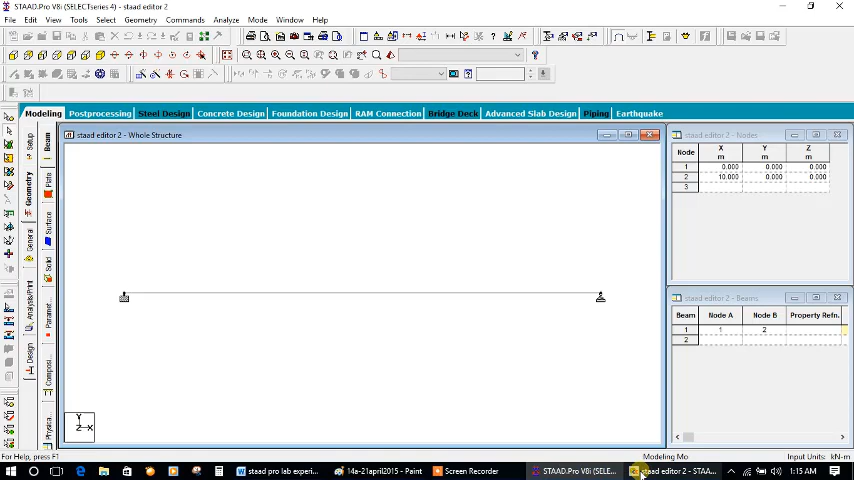 STAAD.Pro V8i (SELECTseries 4) - staad editor 2
File Edit View Tools Select Geometry Commands Analyze Mode Window Help
Modeling Postprocessing Steel Design Concrete Design Foundation Design RAM Connection Bridge Deck Advanced Slab Design Piping Earthquake
staad editor 2 - Whole Structure
Setup
Geometry
General
Analysis/Print
Design
Beam
Plate
Surface
Solid
Paramet...
Composi...
Physica...
Y
Z X
staad editor 2 - Nodes
Node X m Y m Z m
1 0.000 0.000 0.000
2 10.000 0.000 0.000
3
staad editor 2 - Beams
Beam Node A Node B Property Refn.
1 1 2
2
For Help, press F1
Modeling Mo
Input Units: kN-m
staad pro lab experi...
14a-21april2015 - Paint
Screen Recorder
STAAD.Pro V8i (SELE...
staad editor 2 - STAA...
1:15 AM